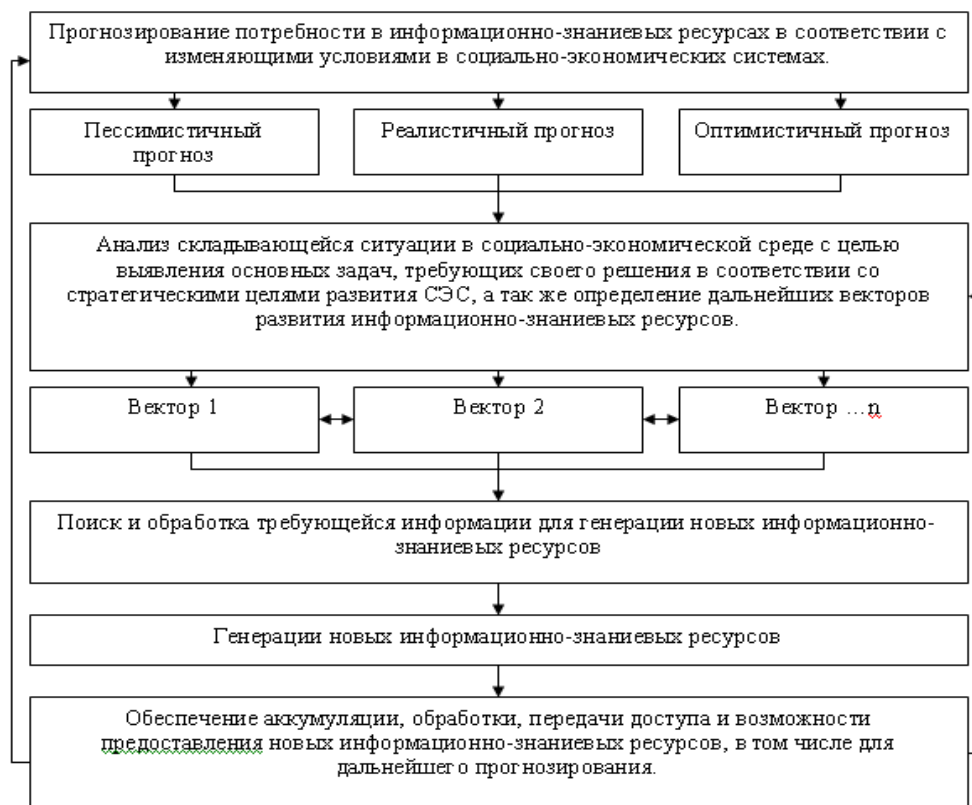 Прогнозирование потребности в информационно-знаниевых ресурсах в соответствии с
изменяющими условиями в социально-экономических системах.
Пессимистичный
прогноз
Реалистичный прогноз
Оптимистичный прогноз
Анализ складывающейся ситуации в социально-экономической среде с целью
выявления основных задач, требующих своего решения в соответствии со
стратегическими целями развития СЭС, а так же определение дальнейших векторов
развития информационно-знаниевых ресурсов.
Вектор 1
Вектор 2
Вектор …n
Поиск и обработка требующейся информации для генерации новых информационно-
знаниевых ресурсов
Генерации новых информационно-знаниевых ресурсов
Обеспечение аккумуляции, обработки, передачи доступа и возможности
предоставления новых информационно-знаниевых ресурсов, в том числе для
дальнейшего прогнозирования.